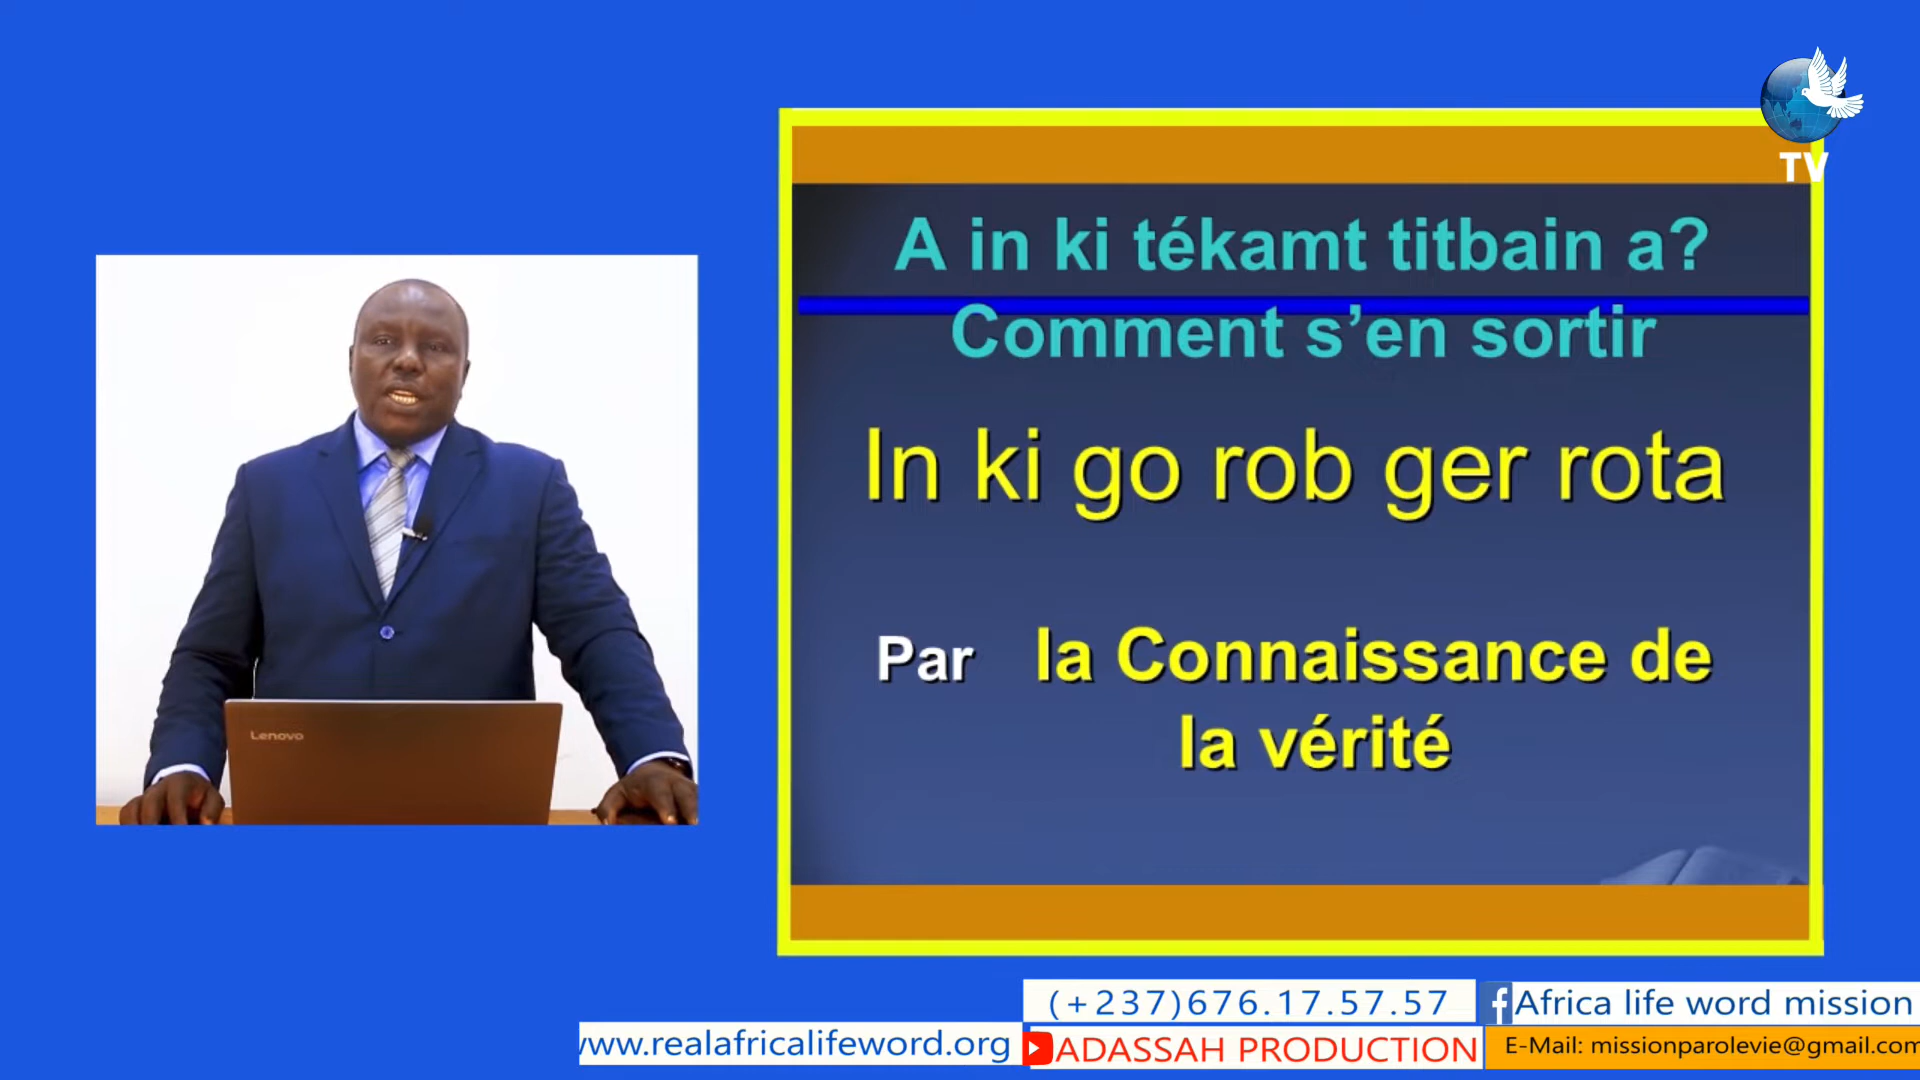 TV
A in ki tékamt titbain a?
Comment s’en sortir
In ki go rob ger rota
Par la Connaissance de
la vérité
Lenovo
(+237)676.17.57.57
Africa life word mission
www.realafricalifeword.org
ADASSAH PRODUCTION
E-Mail: missionparolevie@gmail.com